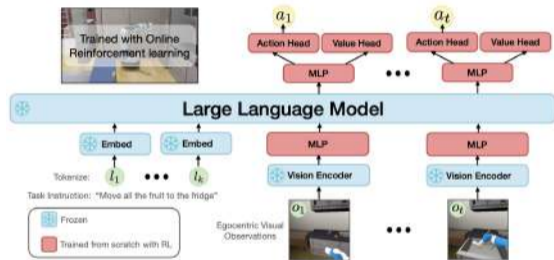 Trained with Online
Reinforcement learning
a₁
aₜ
Action Head
Value Head
Action Head
Value Head
MLP
MLP
Large Language Model
Embed
Embed
MLP
MLP
Tokenize:
l₁
lₖ
Vision Encoder
Vision Encoder
Task Instruction: "Move all the fruit to the fridge"
Frozen
Trained from scratch with RL
Egocentric Visual
Observations
o₁
oₜ